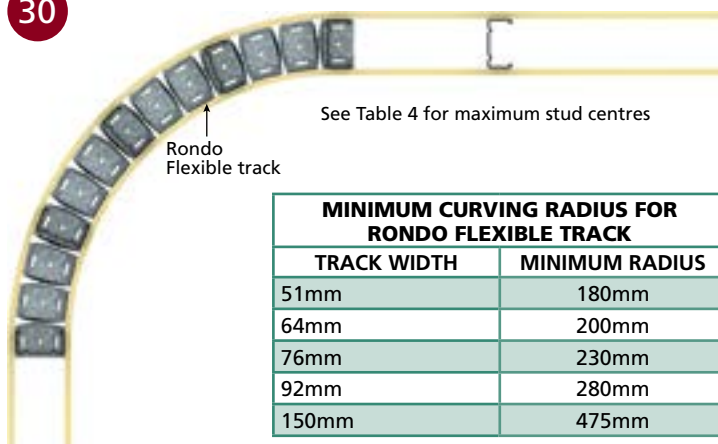 30
See Table 4 for maximum stud centres
Rondo
Flexible track
MINIMUM CURVING RADIUS FOR
RONDO FLEXIBLE TRACK
TRACK WIDTH MINIMUM RADIUS
51mm 180mm
64mm 200mm
76mm 230mm
92mm 280mm
150mm 475mm